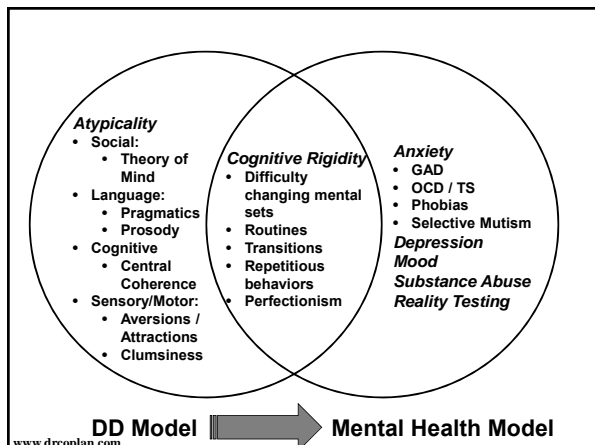 Atypicality
• Social:
• Theory of
Mind
• Language:
• Pragmatics
• Prosody
• Cognitive
• Central
Coherence
• Sensory/Motor:
• Aversions /
Attractions
• Clumsiness
Cognitive Rigidity
• Difficulty
changing mental
sets
• Routines
• Transitions
• Repetitious
behaviors
• Perfectionism
Anxiety
• GAD
• OCD / TS
• Phobias
• Selective Mutism
Depression
Mood
Substance Abuse
Reality Testing
DD Model
Mental Health Model
www.drcoplan.com